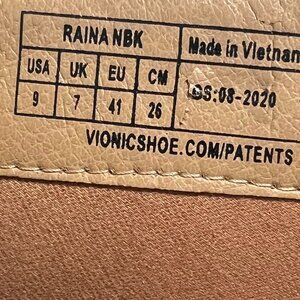 RAINA NBK
Made in Vietnam
USA UK EU CM
9 7 41 26
GS:08-2020
VIONICSHOE.COM/PATENTS